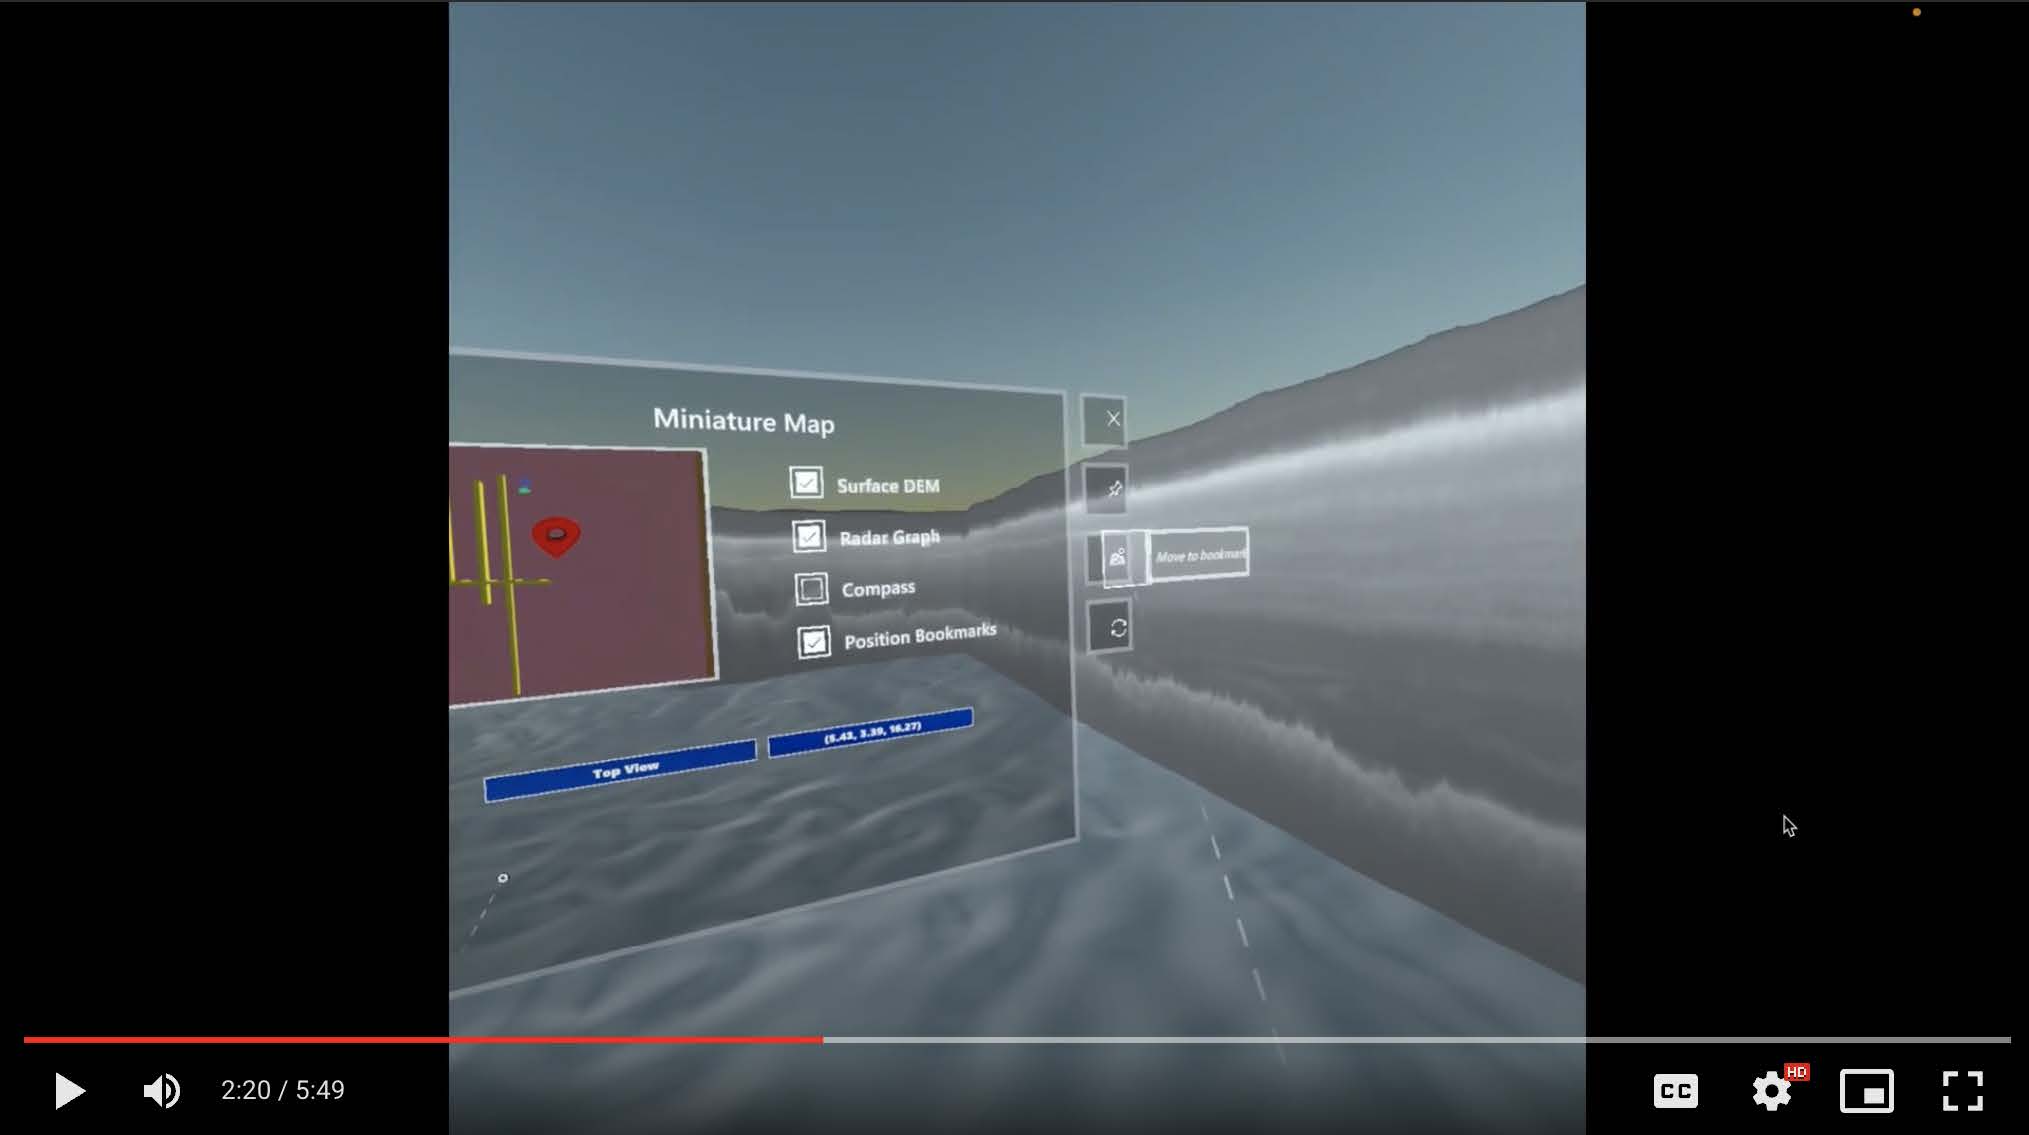 Miniature Map
Surface DEM
Radar Graph
Compass
Position Bookmarks
Move to bookmark
(5.43, 3.39, 16.27)
Top View
2:20 / 5:49
CC
HD